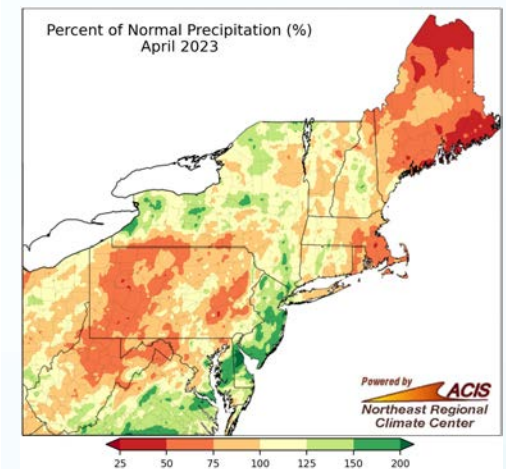 Percent of Normal Precipitation (%)
April 2023
Powered by
ACIS
Northeast Regional
Climate Center
25 50 75 100 125 150 200